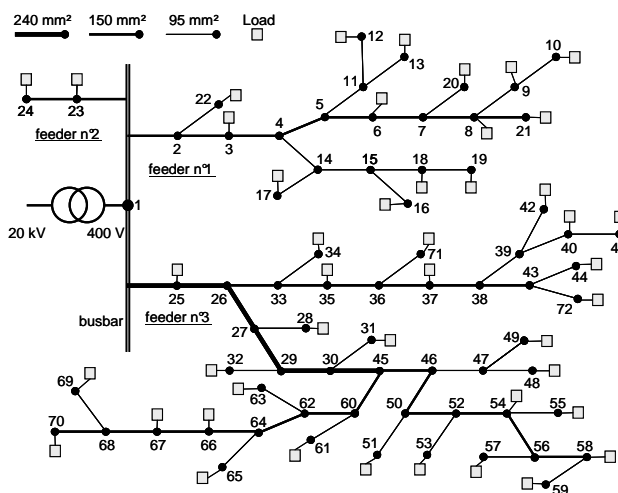 240 mm² 150 mm² 95 mm² Load
12 13 10
22 11 20 9
24 23 5 6 7 8 21
feeder n°2
4
2 3
feeder n°1
14 15 18 19
17 16
1
20 kV 400 V
42
34 71 39 40
25 26 33 35 36 37 38 43 44
feeder n°3
72
busbar
27 28 31 49
32 29 30 45 46 47 48
69 63
62 60 50 52 54 55
70 68 67 66 64
61 51 53 57 56 58
65 59